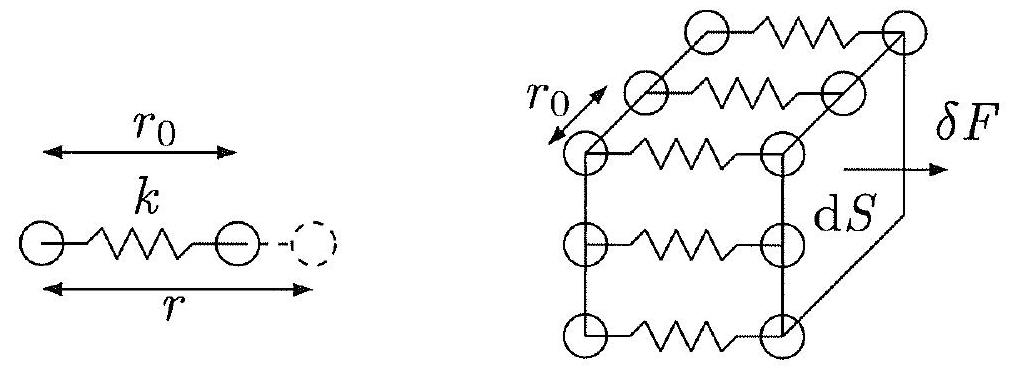 r₀
k
r
r₀
δF
dS